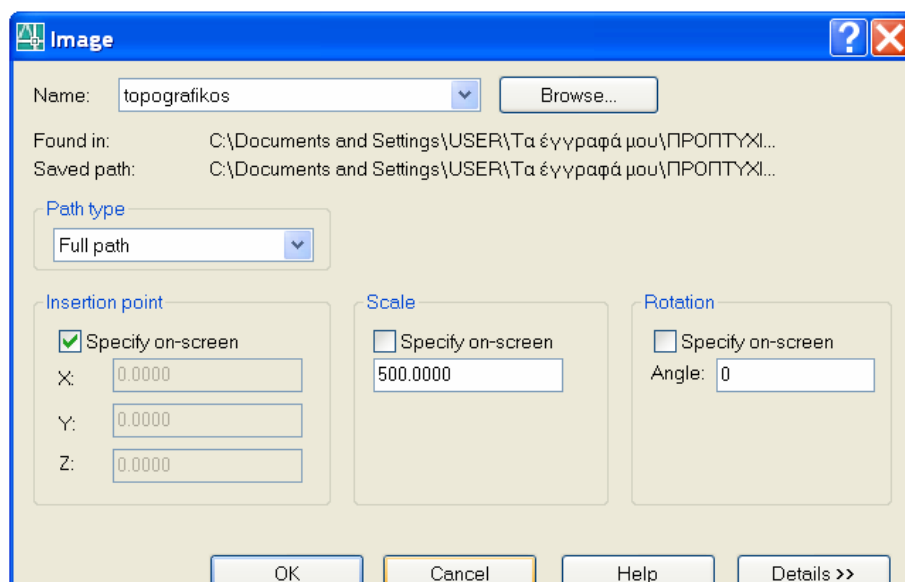 Image
Name: topografikos Browse...
Found in: C:\Documents and Settings\USER\Τα έγγραφά μου\ΠΡΟΠΤΥΧΙ...
Saved path: C:\Documents and Settings\USER\Τα έγγραφά μου\ΠΡΟΠΤΥΧΙ...
Path type
Full path
Insertion point Scale Rotation
Specify on-screen Specify on-screen Specify on-screen
X: 0.0000 500.0000 Angle: 0
Y: 0.0000
Z: 0.0000
OK Cancel Help Details >>